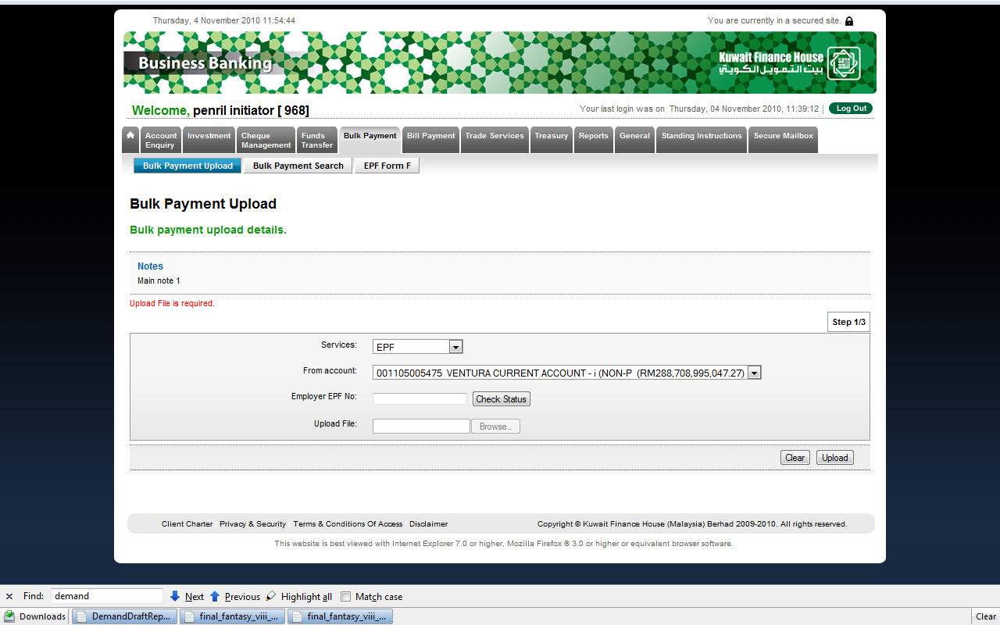 Thursday, 4 November 2010 11:54:44
You are currently in a secured site.
Business Banking
Kuwait Finance House
بيت التمويل الكويتي
Welcome, penril initiator [ 968]
Your last login was on Thursday, 04 November 2010, 11:39:12
Log Out
Account Enquiry
Investment
Cheque Management
Funds Transfer
Bulk Payment
Bill Payment
Trade Services
Treasury
Reports
General
Standing Instructions
Secure Mailbox
Bulk Payment Upload
Bulk Payment Search
EPF Form F
Bulk Payment Upload
Bulk payment upload details.
Notes
Main note 1
Upload File is required.
Step 1/3
Services: EPF
From account: 001105005475 VENTURA CURRENT ACCOUNT - i (NON-P (RM288,708,995,047.27)
Employer EPF No: Check Status
Upload File: Browse...
Clear Upload
Client Charter Privacy & Security Terms & Conditions Of Access Disclaimer
Copyright © Kuwait Finance House (Malaysia) Berhad 2009-2010. All rights reserved.
This website is best viewed with Internet Explorer 7.0 or higher, Mozilla Firefox ® 3.0 or higher or equivalent browser software.
Find: demand Next Previous Highlight all Match case
Downloads DemandDraftRep... final_fantasy_viii_... final_fantasy_viii_... Clear